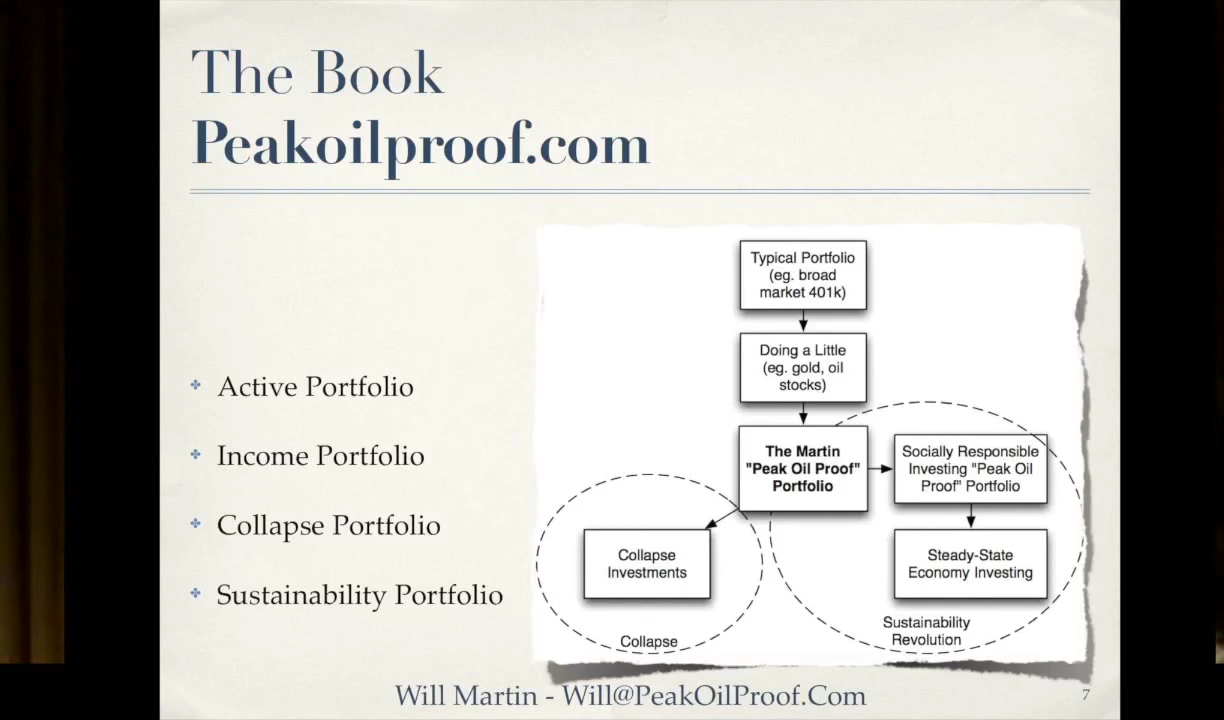 The Book
Peakoilproof.com
Active Portfolio
Income Portfolio
Collapse Portfolio
Sustainability Portfolio
Typical Portfolio
(eg. broad
market 401k)
Doing a Little
(eg. gold, oil
stocks)
The Martin
"Peak Oil Proof"
Portfolio
Socially Responsible
Investing "Peak Oil
Proof" Portfolio
Collapse
Investments
Steady-State
Economy Investing
Collapse
Sustainability
Revolution
Will Martin - Will@PeakOilProof.Com
7